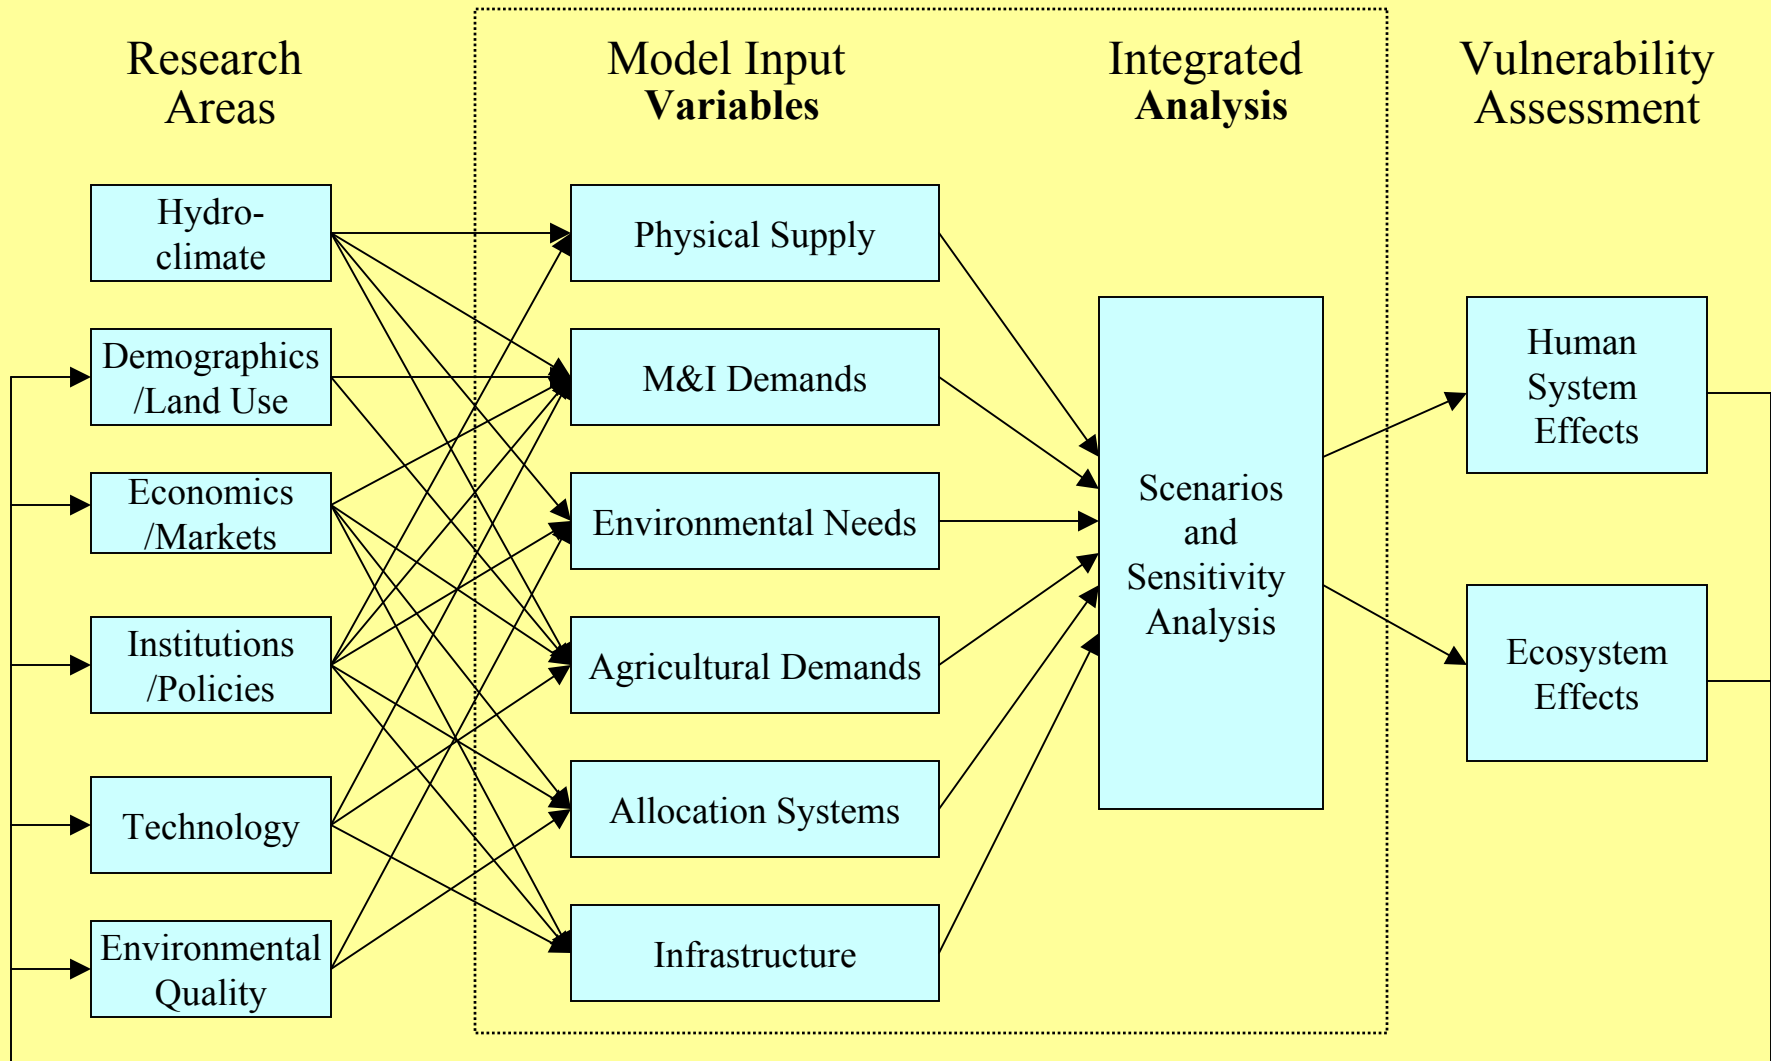 Research
Areas
Model Input
Variables
Integrated
Analysis
Vulnerability
Assessment
Hydro-
climate
Demographics
/Land Use
Economics
/Markets
Institutions
/Policies
Technology
Environmental
Quality
Physical Supply
M&I Demands
Environmental Needs
Agricultural Demands
Allocation Systems
Infrastructure
Scenarios
and
Sensitivity
Analysis
Human
System
Effects
Ecosystem
Effects